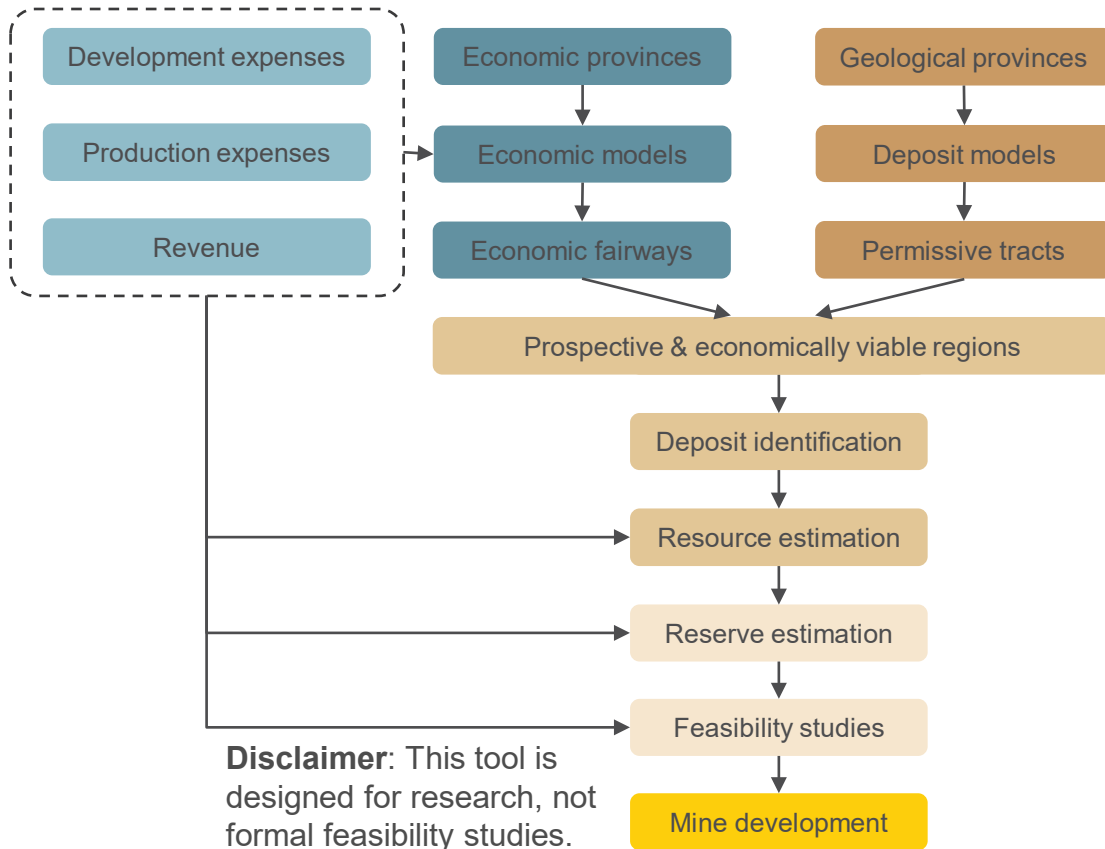 Development expenses
Production expenses
Revenue
Economic provinces
Economic models
Economic fairways
Geological provinces
Deposit models
Permissive tracts
Prospective & economically viable regions
Deposit identification
Resource estimation
Reserve estimation
Feasibility studies
Mine development
Disclaimer: This tool is
designed for research, not
formal feasibility studies.